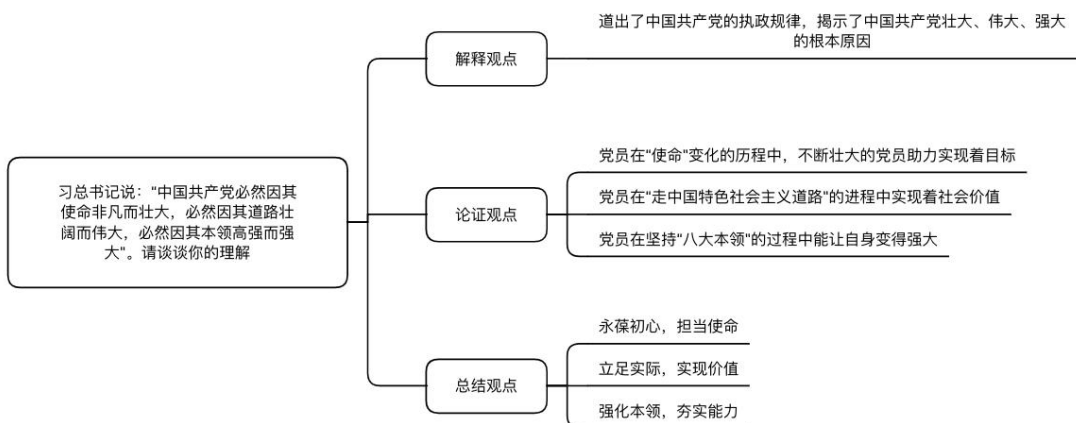 习总书记说："中国共产党必然因其
使命非凡而壮大，必然因其道路壮
阔而伟大，必然因其本领高强而强
大"。请谈谈你的理解
解释观点
道出了中国共产党的执政规律，揭示了中国共产党壮大、伟大、强大
的根本原因
论证观点
党员在"使命"变化的历程中，不断壮大的党员助力实现着目标
党员在"走中国特色社会主义道路"的进程中实现着社会价值
党员在坚持"八大本领"的过程中能让自身变得强大
总结观点
永葆初心，担当使命
立足实际，实现价值
强化本领，夯实能力